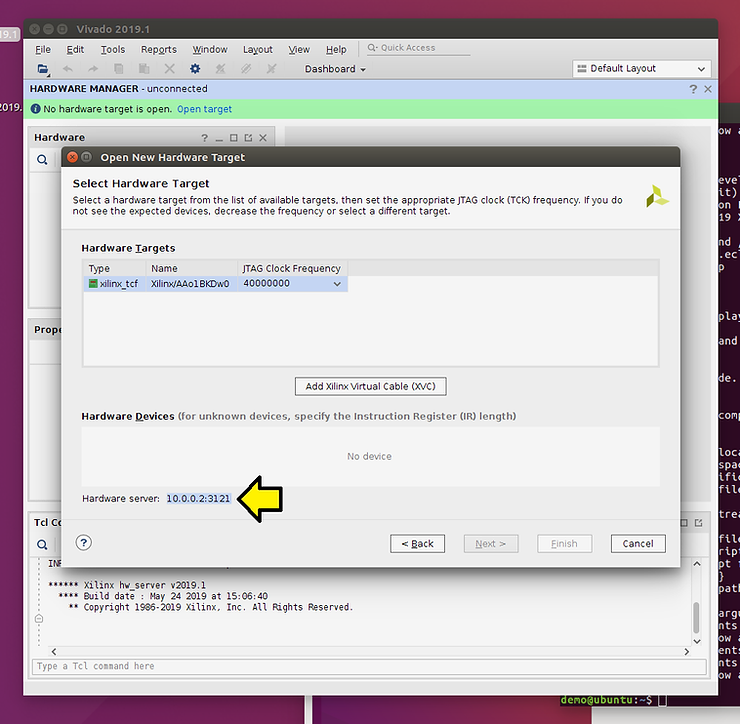 Vivado 2019.1
File Edit Tools Reports Window Layout View Help Quick Access
Dashboard Default Layout
HARDWARE MANAGER - unconnected
No hardware target is open. Open target
Hardware
Open New Hardware Target
Select Hardware Target
Select a hardware target from the list of available targets, then set the appropriate JTAG clock (TCK) frequency. If you do
not see the expected devices, decrease the frequency or select a different target.
Hardware Targets
Type Name JTAG Clock Frequency
xilinx_tcf Xilinx/AAo1BKDw0 40000000
Add Xilinx Virtual Cable (XVC)
Hardware Devices (for unknown devices, specify the Instruction Register (IR) length)
No device
Hardware server: 10.0.0.2:3121
< Back Next > Finish Cancel
Prope
Tcl Co
****** Xilinx hw_server v2019.1
**** Build date : May 24 2019 at 15:06:40
** Copyright 1986-2019 Xilinx, Inc. All Rights Reserved.
Type a Tcl command here
demo@ubuntu:~$